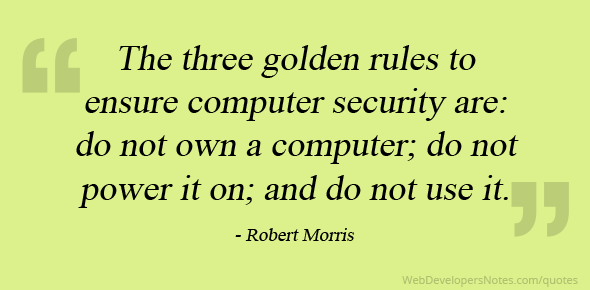 The three golden rules to
ensure computer security are:
do not own a computer; do not
power it on; and do not use it.
- Robert Morris
WebDevelopersNotes.com/quotes